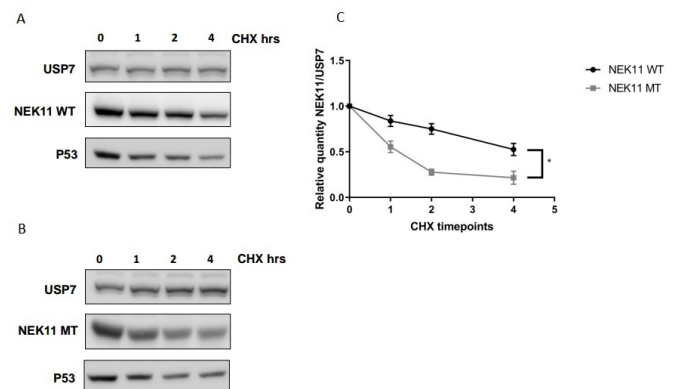 A
0 1 2 4 CHX hrs
USP7
NEK11 WT
P53
B
0 1 2 4 CHX hrs
USP7
NEK11 MT
P53
C
Relative quantity NEK11/USP7
1.5
1.0
0.5
0.0
0 1 2 3 4 5
CHX timepoints
NEK11 WT
NEK11 MT
*